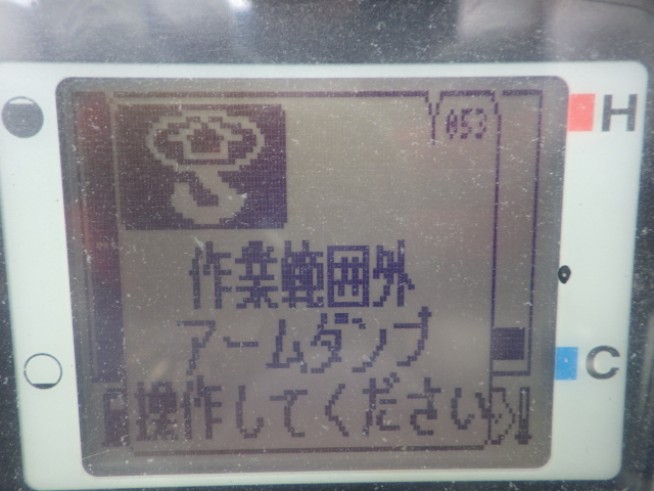 053
H
作業範囲外
アームダンプ
C
操作してください